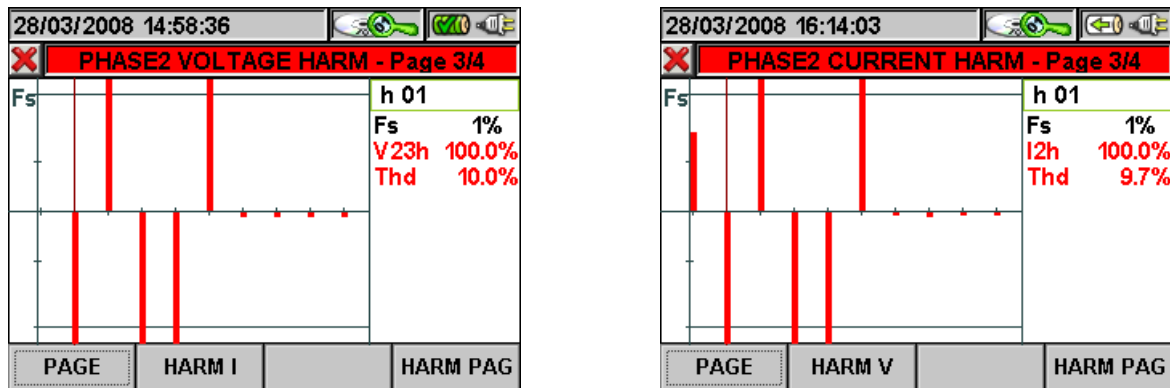 28/03/2008 14:58:36
PHASE2 VOLTAGE HARM - Page 3/4
Fs
h 01
Fs 1%
V23h 100.0%
Thd 10.0%
PAGE HARM I HARM PAG
28/03/2008 16:14:03
PHASE2 CURRENT HARM - Page 3/4
Fs
h 01
Fs 1%
I2h 100.0%
Thd 9.7%
PAGE HARM V HARM PAG